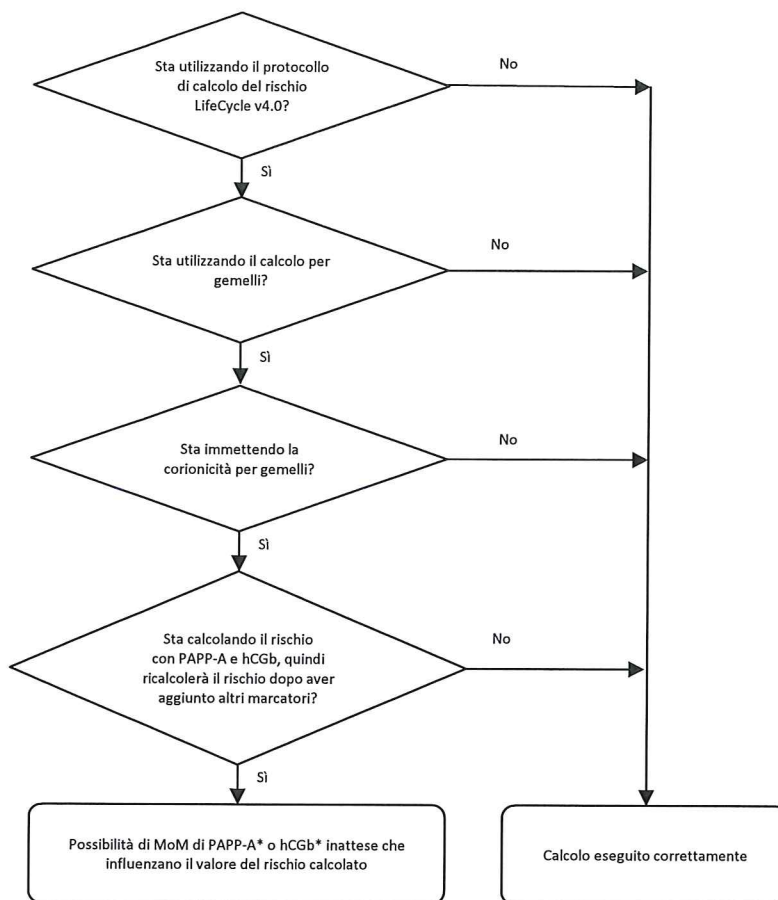 Sta utilizzando il protocollo
di calcolo del rischio
LifeCycle v4.0?
No
Sì
Sta utilizzando il calcolo per
gemelli?
No
Sì
Sta immettendo la
corionicità per gemelli?
No
Sì
Sta calcolando il rischio
con PAPP-A e hCGb, quindi
ricalcolerà il rischio dopo aver
aggiunto altri marcatori?
No
Sì
Possibilità di MoM di PAPP-A* o hCGb* inattese che
influenzano il valore del rischio calcolato
Calcolo eseguito correttamente